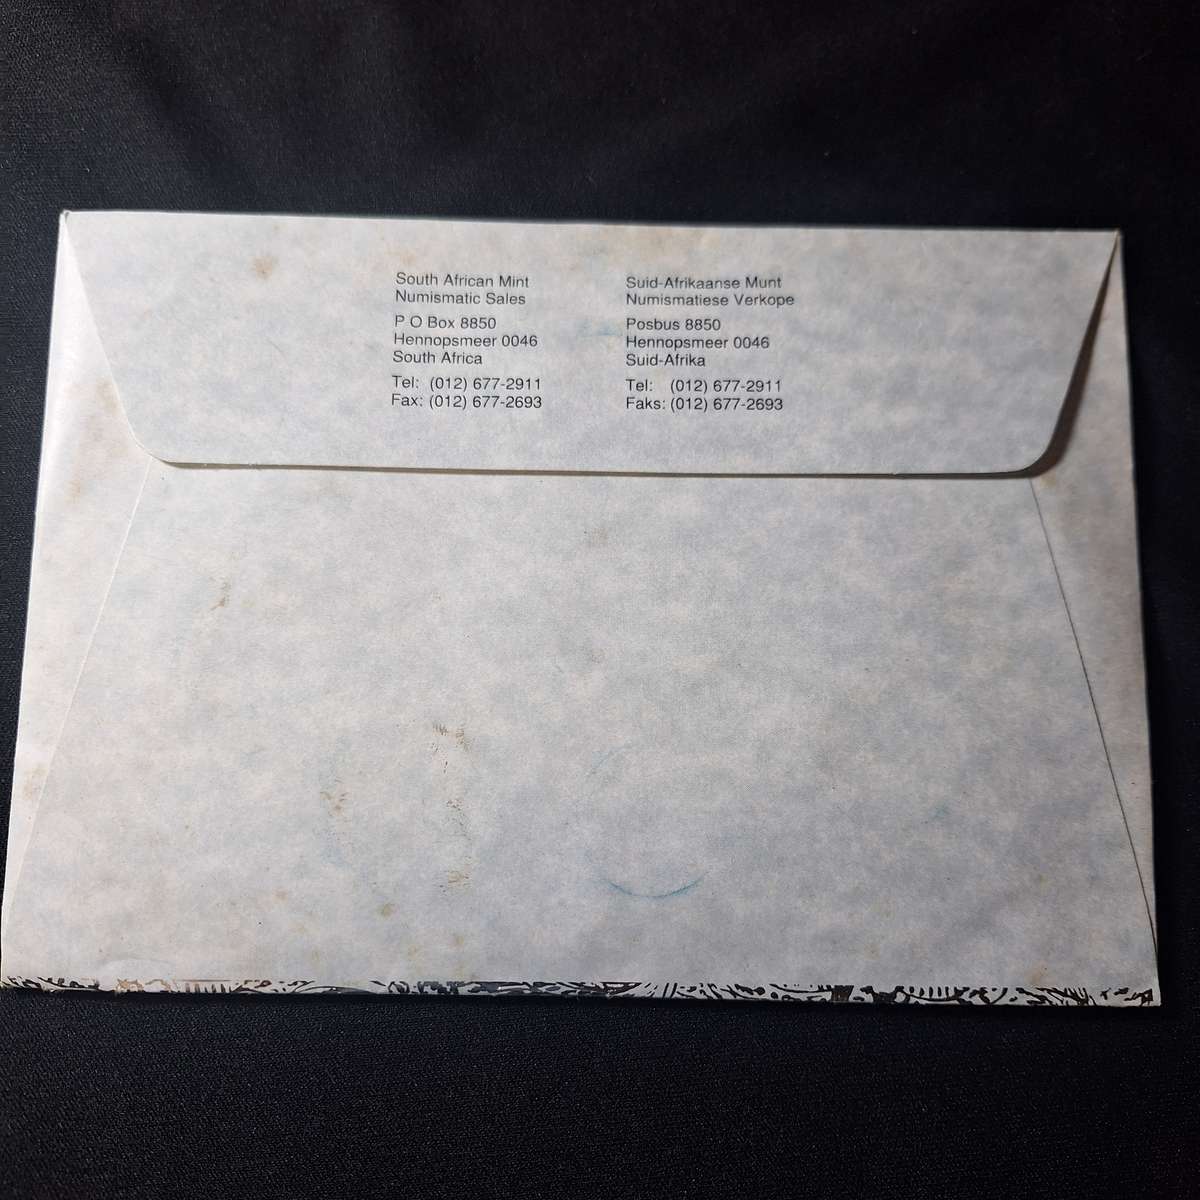 South African Mint
Numismatic Sales
P O Box 8850
Hennopsmeer 0046
South Africa
Tel: (012) 677-2911
Fax: (012) 677-2693
Suid-Afrikaanse Munt
Numismatiese Verkope
Posbus 8850
Hennopsmeer 0046
Suid-Afrika
Tel: (012) 677-2911
Faks: (012) 677-2693